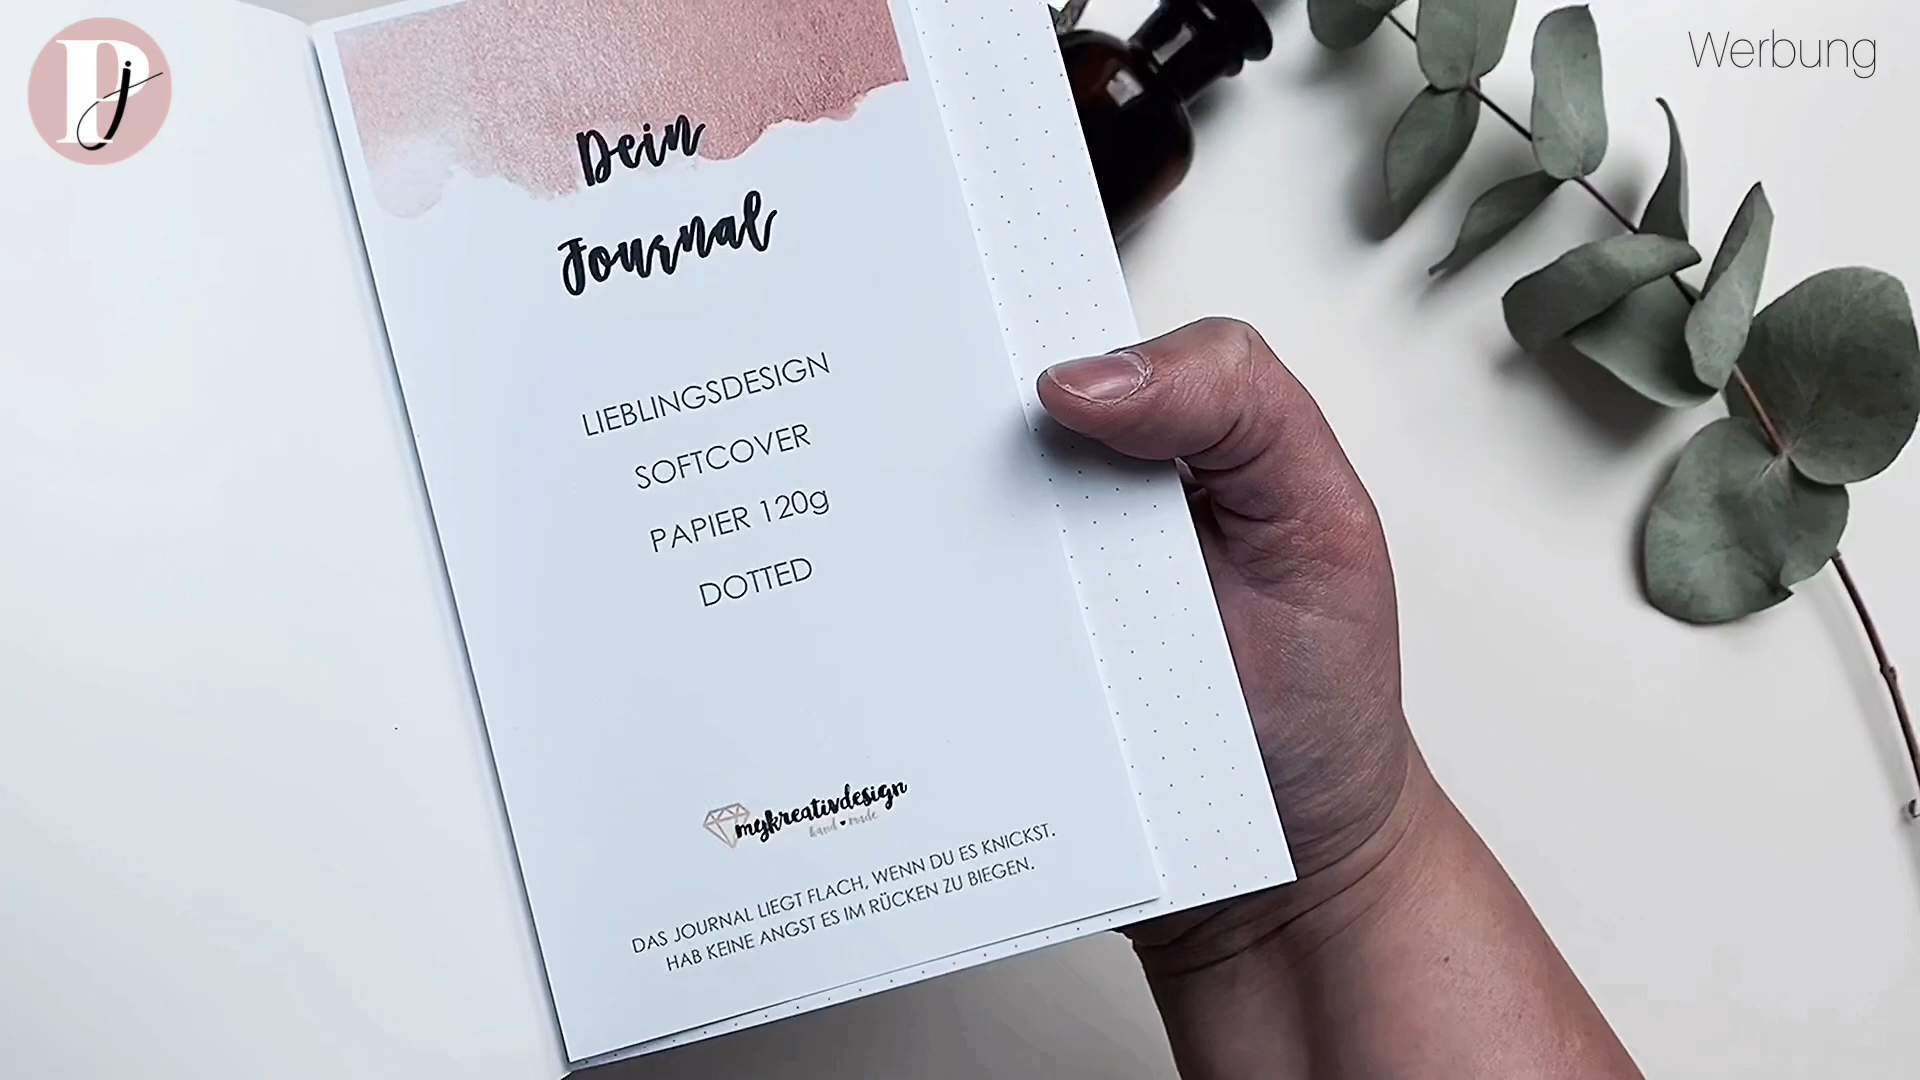 Pj
Werbung
Dein
Journal
LIEBLINGSDESIGN
SOFTCOVER
PAPIER 120g
DOTTED
mykreativdesign
hand ♥ made
DAS JOURNAL LIEGT FLACH, WENN DU ES KNICKST.
HAB KEINE ANGST ES IM RÜCKEN ZU BIEGEN.